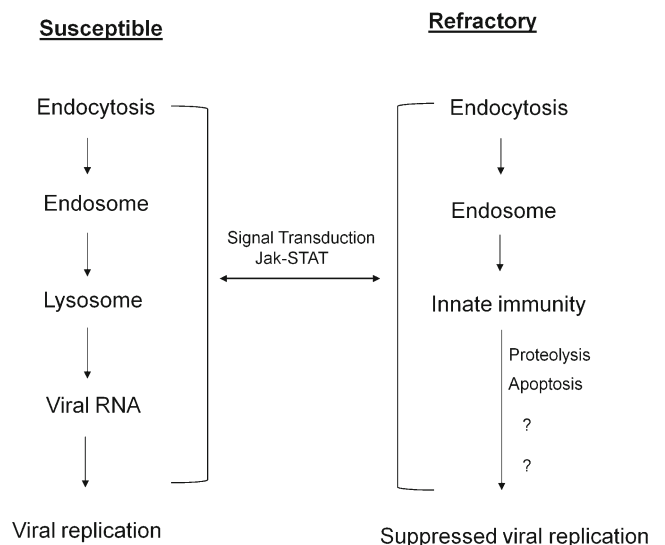 Susceptible
Endocytosis
Endosome
Lysosome
Viral RNA
Viral replication
Signal Transduction
Jak-STAT
Refractory
Endocytosis
Endosome
Innate immunity
Proteolysis
Apoptosis
?
?
Suppressed viral replication